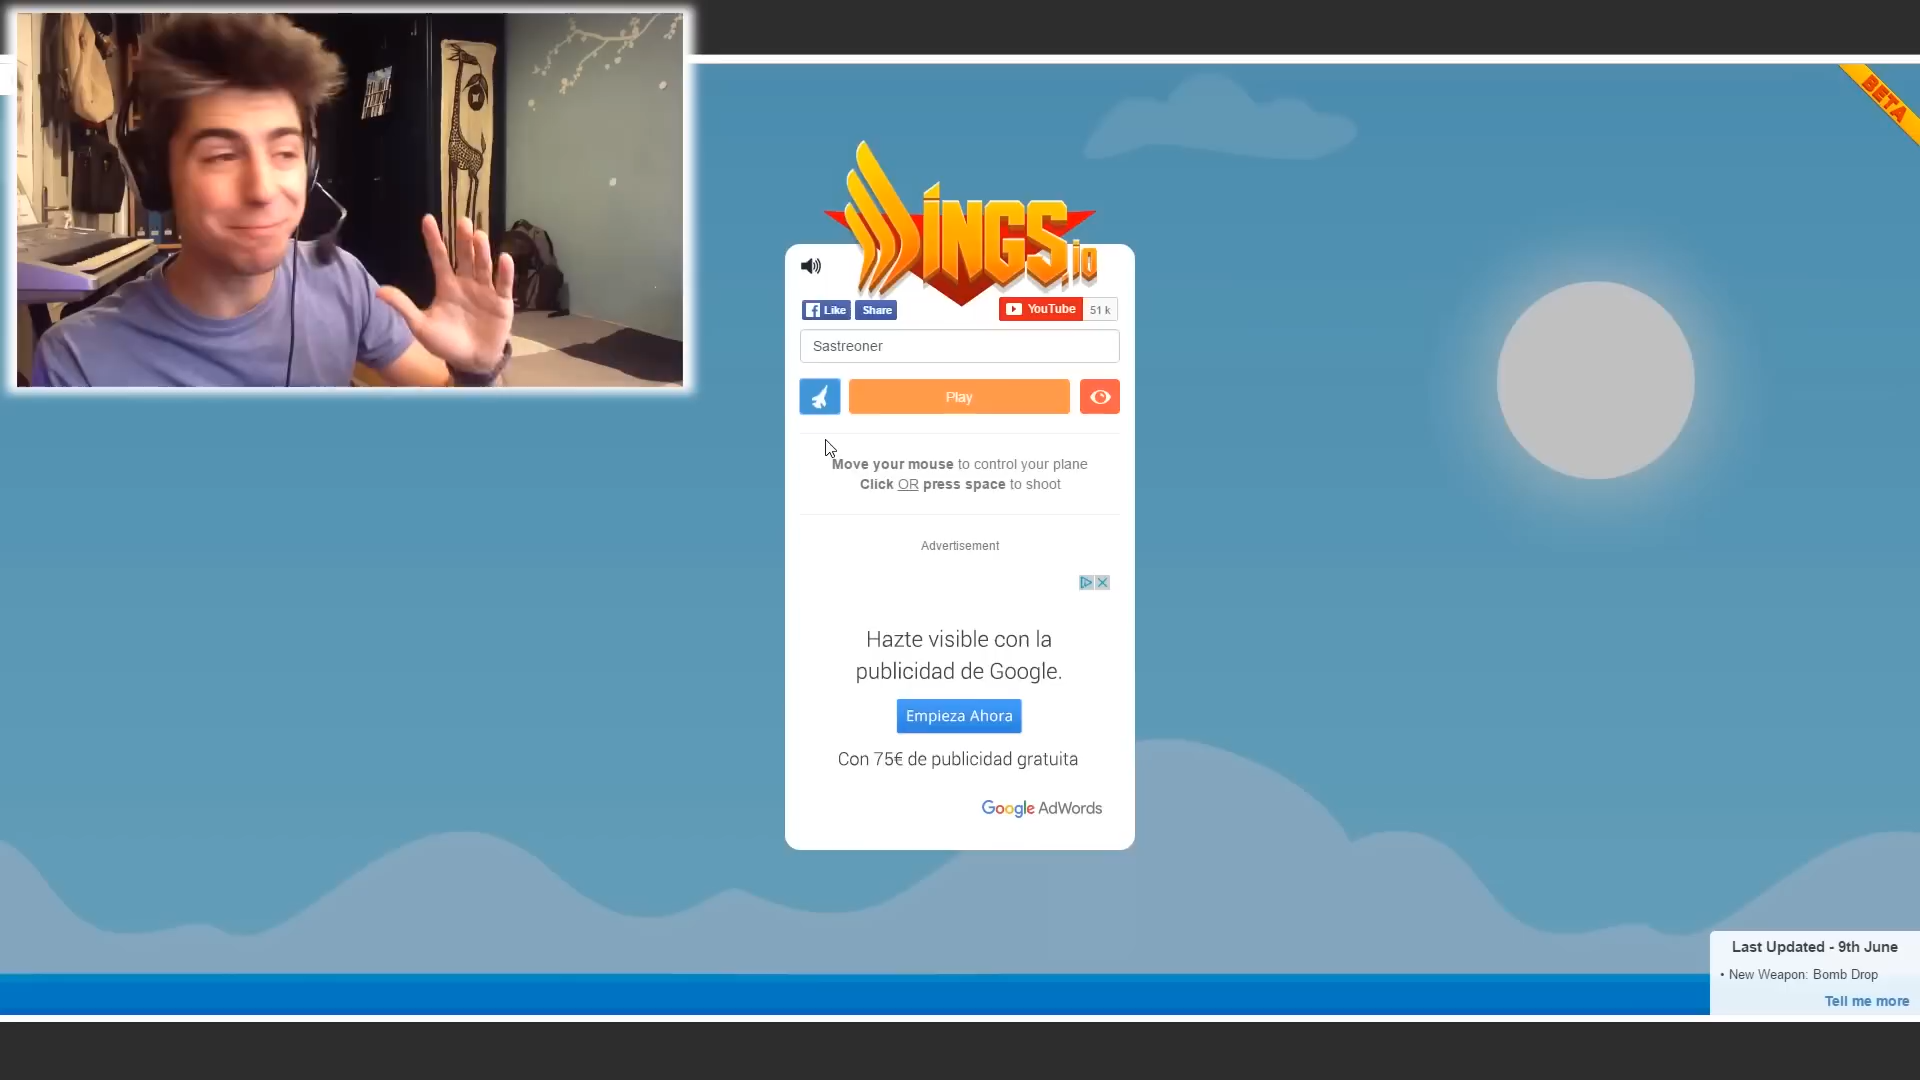 BETA
WINGS.io
Like
Share
YouTube
51 k
Sastreoner
Play
Move your mouse to control your plane
Click OR press space to shoot
Advertisement
Hazte visible con la
publicidad de Google.
Empieza Ahora
Con 75€ de publicidad gratuita
Google AdWords
Last Updated - 9th June
• New Weapon: Bomb Drop
Tell me more